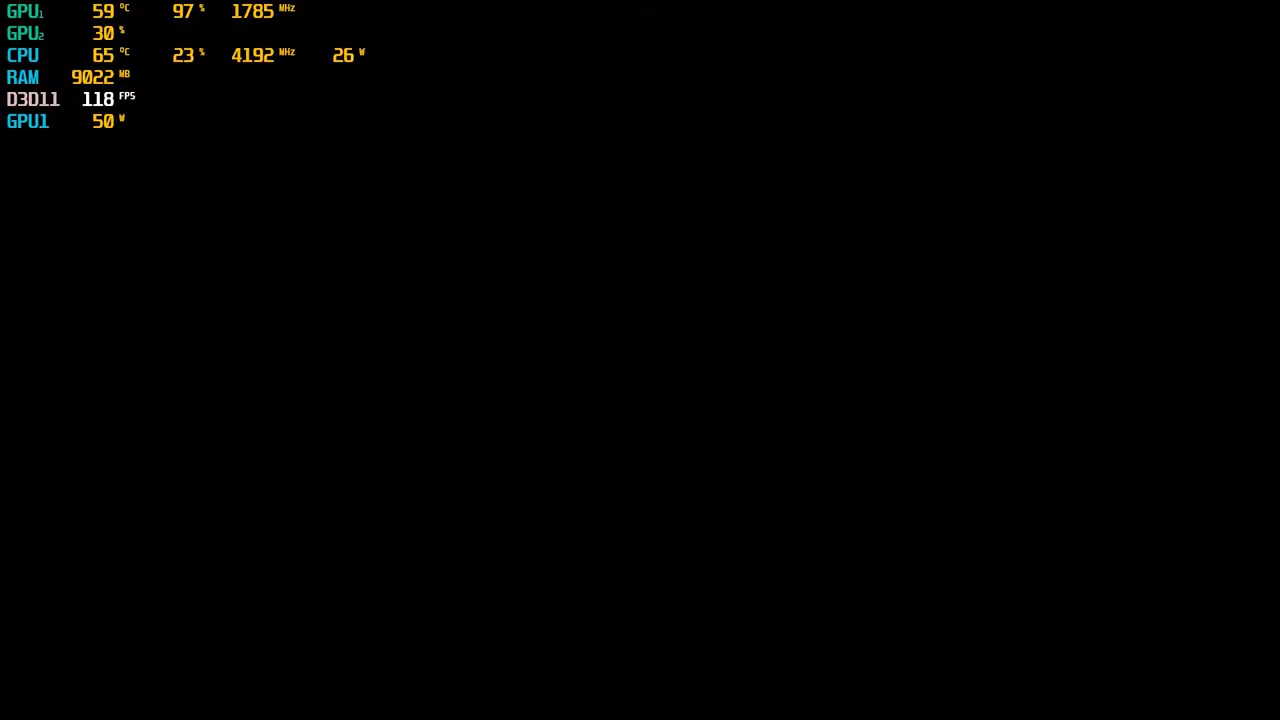 GPU₁ 59 °C 97 % 1785 MHz
GPU₂ 30 %
CPU 65 °C 23 % 4192 MHz 26 W
RAM 9022 MB
D3D11 118 FPS
GPU1 50 W